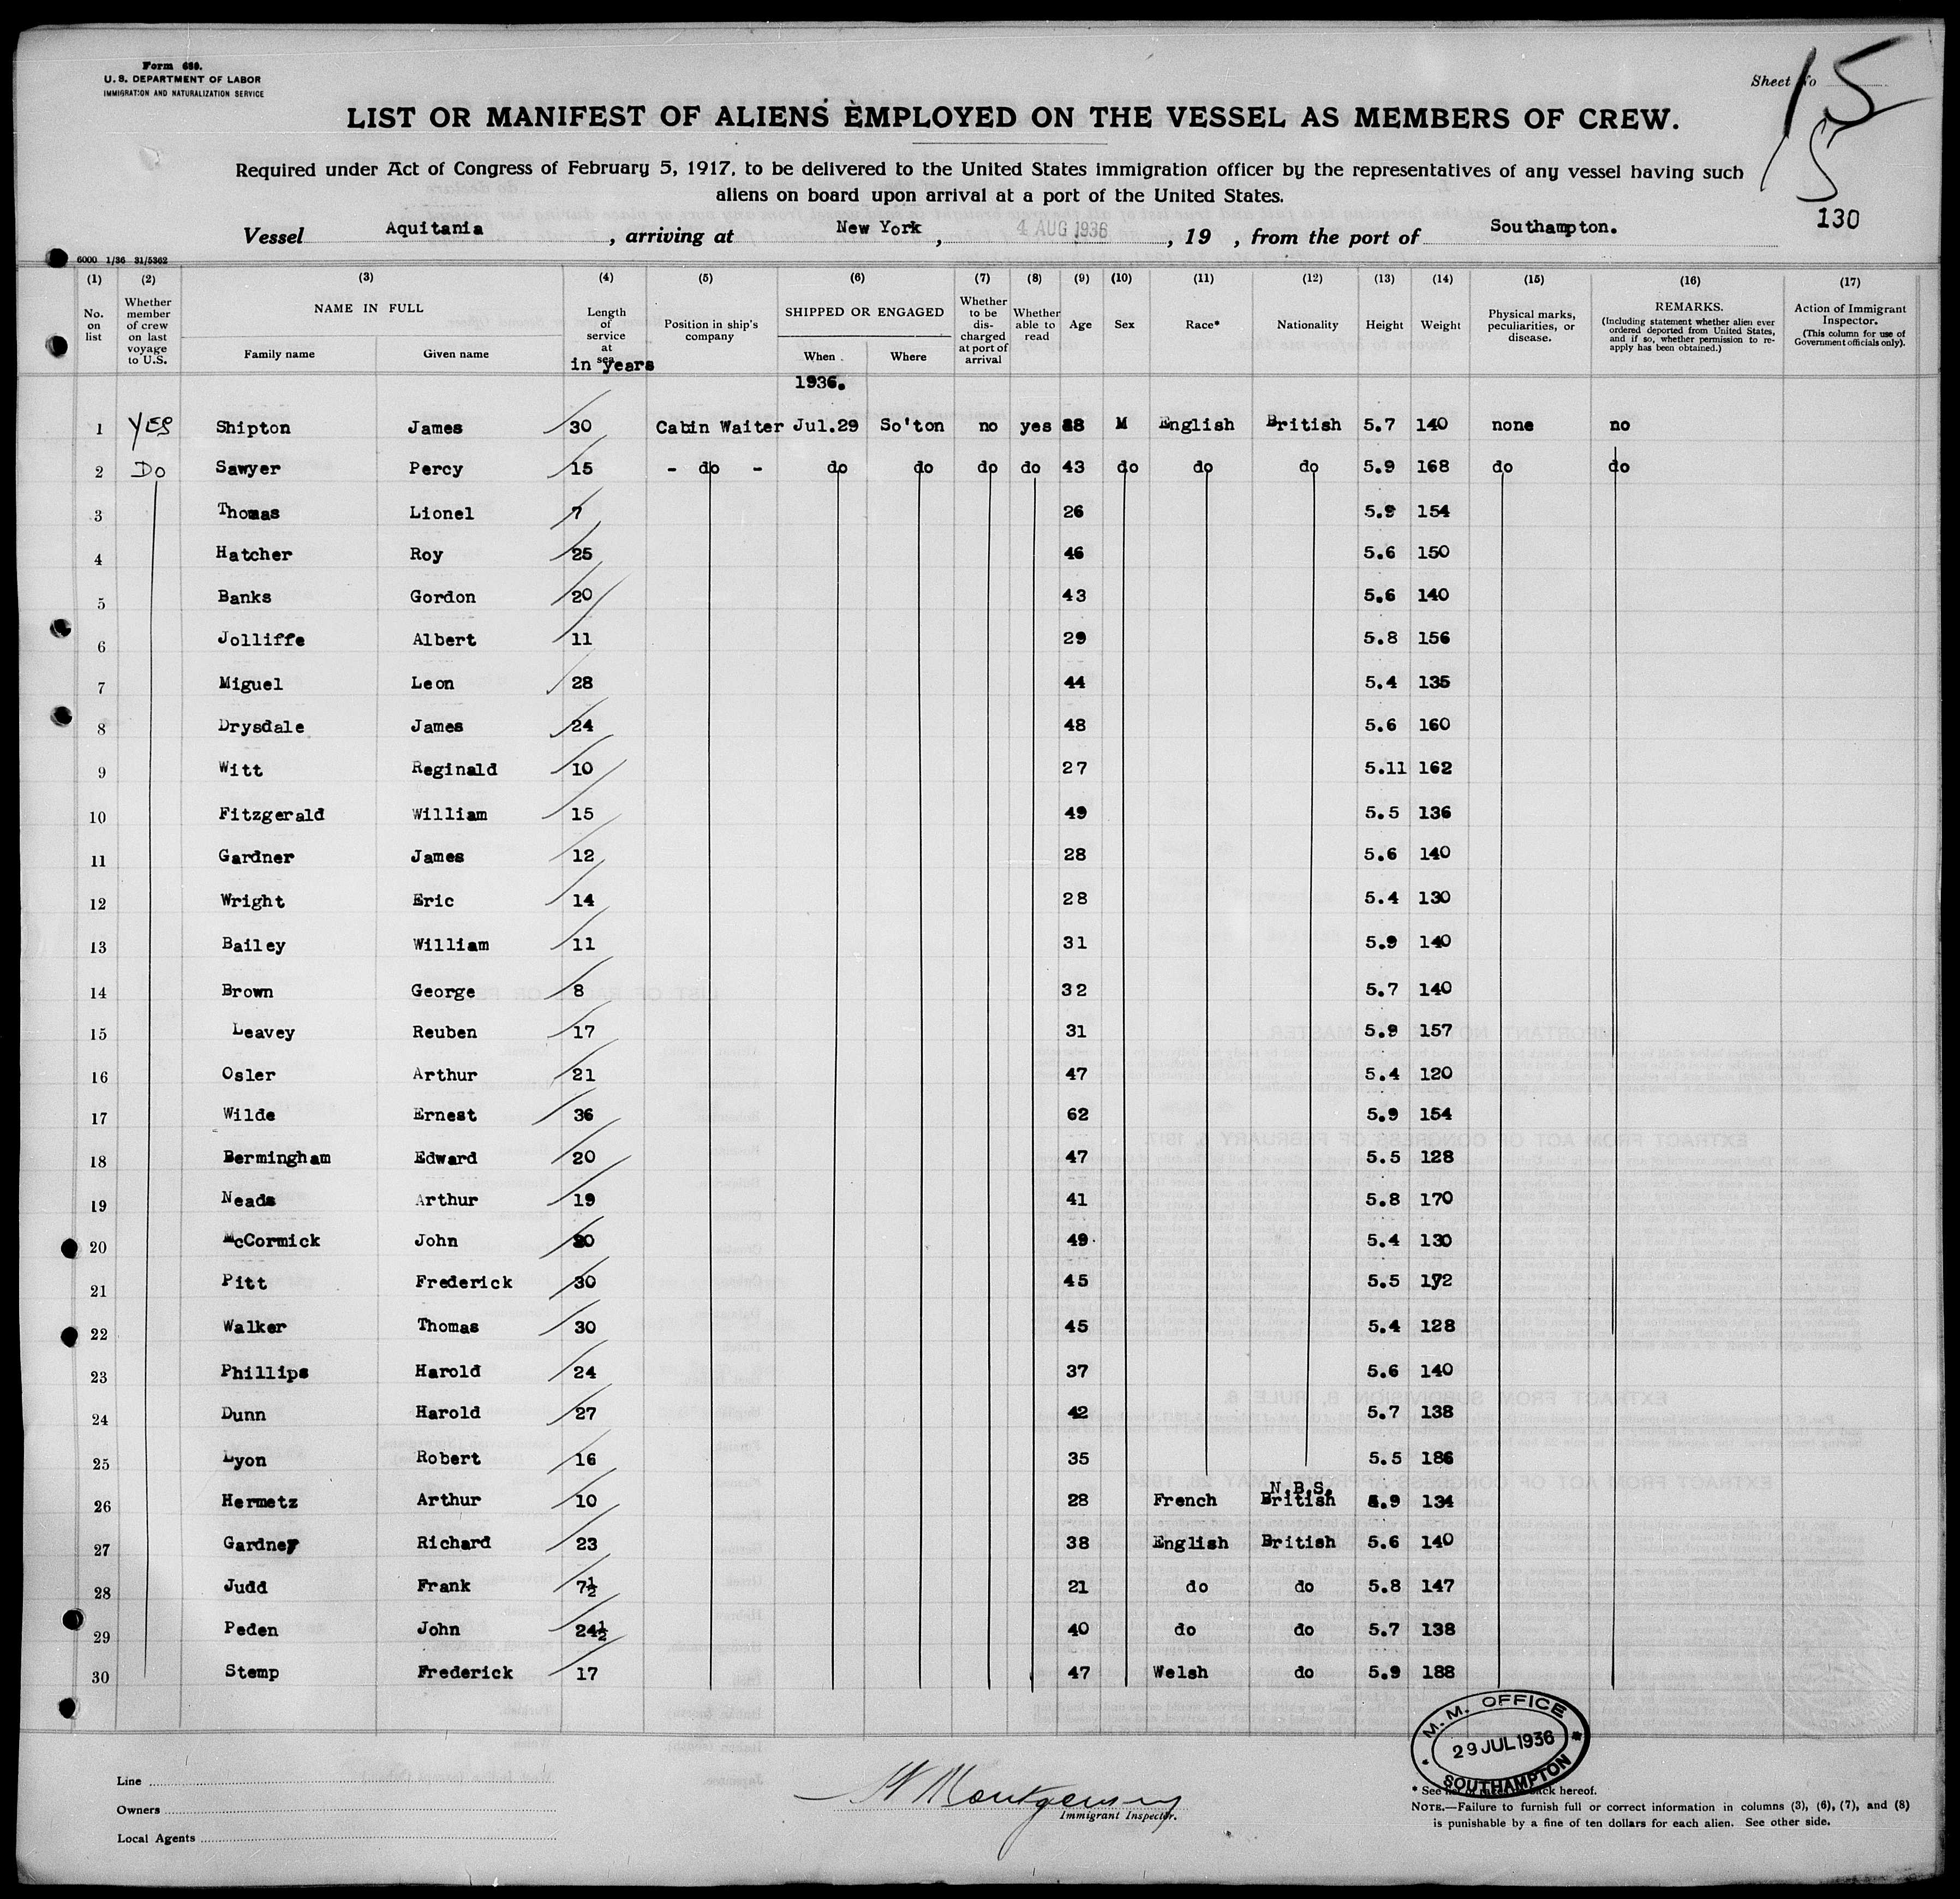 Form 689.
U. S. DEPARTMENT OF LABOR
IMMIGRATION AND NATURALIZATION SERVICE
Sheet No 15
5
LIST OR MANIFEST OF ALIENS EMPLOYED ON THE VESSEL AS MEMBERS OF CREW.
Required under Act of Congress of February 5, 1917, to be delivered to the United States immigration officer by the representatives of any vessel having such
aliens on board upon arrival at a port of the United States.
130
Vessel Aquitania, arriving at New York, 4 AUG 1936, 19 , from the port of Southampton.
6000 1/36 31/5362
(1) (2) (3) (4) (5) (6) (7) (8) (9) (10) (11) (12) (13) (14) (15) (16) (17)
No. on list
Whether member of crew on last voyage to U.S.
NAME IN FULL
Family name Given name
Length of service at sea
in years
Position in ship's company
SHIPPED OR ENGAGED
When Where
Whether to be discharged at port of arrival
Whether able to read
Age Sex Race* Nationality Height Weight
Physical marks, peculiarities, or disease.
REMARKS.
(Including statement whether alien ever ordered deported from United States, and if so, whether permission to re-apply has been obtained.)
Action of Immigrant Inspector.
(This column for use of Government officials only).
1936.
1 YES Shipton James 30 Cabin Waiter Jul.29 So'ton no yes M English British 5.7 140 none no
2 Do Sawyer Percy 15 - do - do do do do 43 do do do 5.9 168 do do
3 Thomas Lionel 7 26 5.9 154
4 Hatcher Roy 25 46 5.6 150
5 Banks Gordon 20 43 5.6 140
6 Jolliffe Albert 11 29 5.8 156
7 Miguel Leon 28 44 5.4 135
8 Drysdale James 24 48 5.6 160
9 Witt Reginald 10 27 5.11 162
10 Fitzgerald William 15 49 5.5 136
11 Gardner James 12 28 5.6 140
12 Wright Eric 14 28 5.4 130
13 Bailey William 11 31 5.9 140
14 Brown George 8 32 5.7 140
15 Leavey Reuben 17 31 5.9 157
16 Osler Arthur 21 47 5.4 120
17 Wilde Ernest 36 62 5.9 154
18 Bermingham Edward 20 47 5.5 128
19 Neads Arthur 19 41 5.8 170
20 McCormick John 49 5.4 130
21 Pitt Frederick 30 45 5.5 172
22 Walker Thomas 30 45 5.4 128
23 Phillips Harold 24 37 5.6 140
24 Dunn Harold 27 42 5.7 138
25 Lyon Robert 16 35 5.5 186
N.B.S.
26 Hermetz Arthur 10 28 French British 5.9 134
27 Gardner Richard 23 38 English British 5.6 140
28 Judd Frank 7½ 21 do do 5.8 147
29 Peden John 24½ 40 do do 5.7 138
30 Stemp Frederick 17 47 Welsh do 5.9 188
M. M. OFFICE
29 JUL 1936
SOUTHAMPTON
Line
Owners
Local Agents
Immigrant Inspector.
* See list of races on back hereof.
NOTE.—Failure to furnish full or correct information in columns (3), (6), (7), and (8)
is punishable by a fine of ten dollars for each alien. See other side.